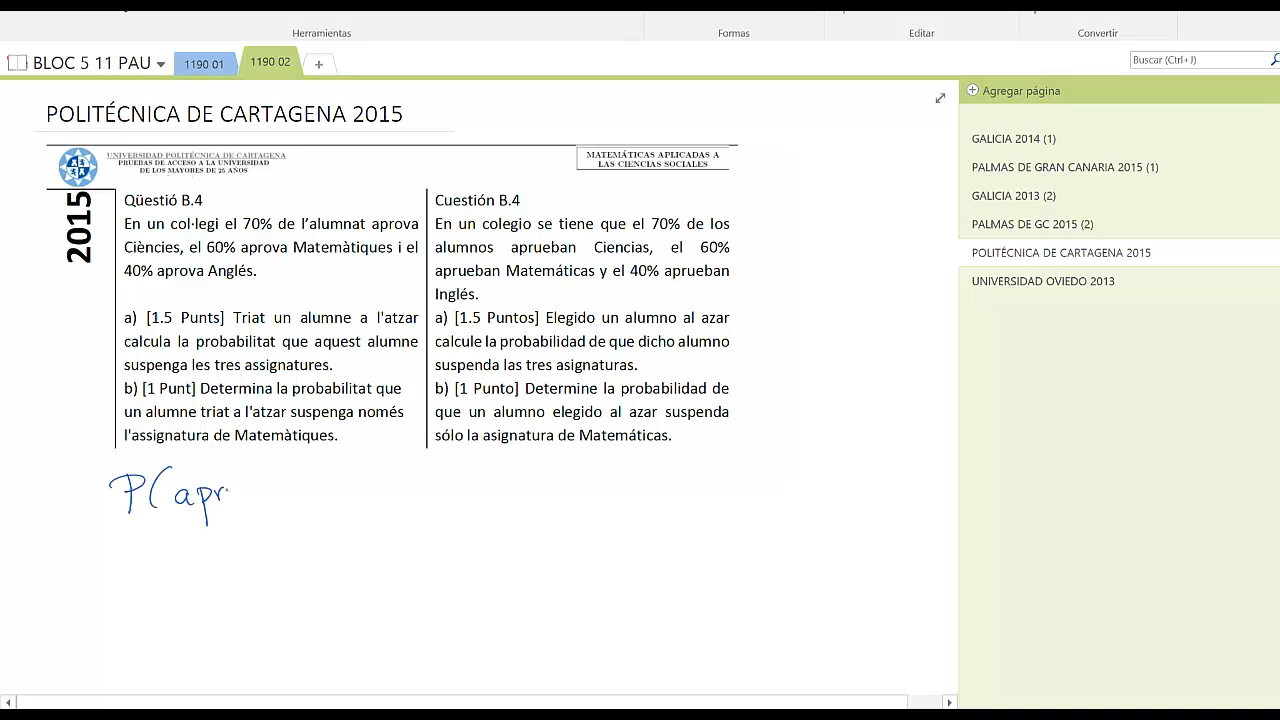 Herramientas
Formas
Editar
Convertir
BLOC 5 11 PAU
1190 01
1190 02
Buscar (Ctrl+J)
Agregar página
POLITÉCNICA DE CARTAGENA 2015
UNIVERSIDAD POLITÉCNICA DE CARTAGENA
PRUEBAS DE ACCESO A LA UNIVERSIDAD
DE LOS MAYORES DE 25 AÑOS
MATEMÁTICAS APLICADAS A
LAS CIENCIAS SOCIALES
2015
Qüestió B.4
En un col·legi el 70% de l’alumnat aprova
Ciències, el 60% aprova Matemàtiques i el
40% aprova Anglés.
a) [1.5 Punts] Triat un alumne a l'atzar
calcula la probabilitat que aquest alumne
suspenga les tres assignatures.
b) [1 Punt] Determina la probabilitat que
un alumne triat a l'atzar suspenga només
l'assignatura de Matemàtiques.
Cuestión B.4
En un colegio se tiene que el 70% de los
alumnos aprueban Ciencias, el 60%
aprueban Matemáticas y el 40% aprueban
Inglés.
a) [1.5 Puntos] Elegido un alumno al azar
calcule la probabilidad de que dicho alumno
suspenda las tres asignaturas.
b) [1 Punto] Determine la probabilidad de
que un alumno elegido al azar suspenda
sólo la asignatura de Matemáticas.
P(apr
GALICIA 2014 (1)
PALMAS DE GRAN CANARIA 2015 (1)
GALICIA 2013 (2)
PALMAS DE GC 2015 (2)
POLITÉCNICA DE CARTAGENA 2015
UNIVERSIDAD OVIEDO 2013